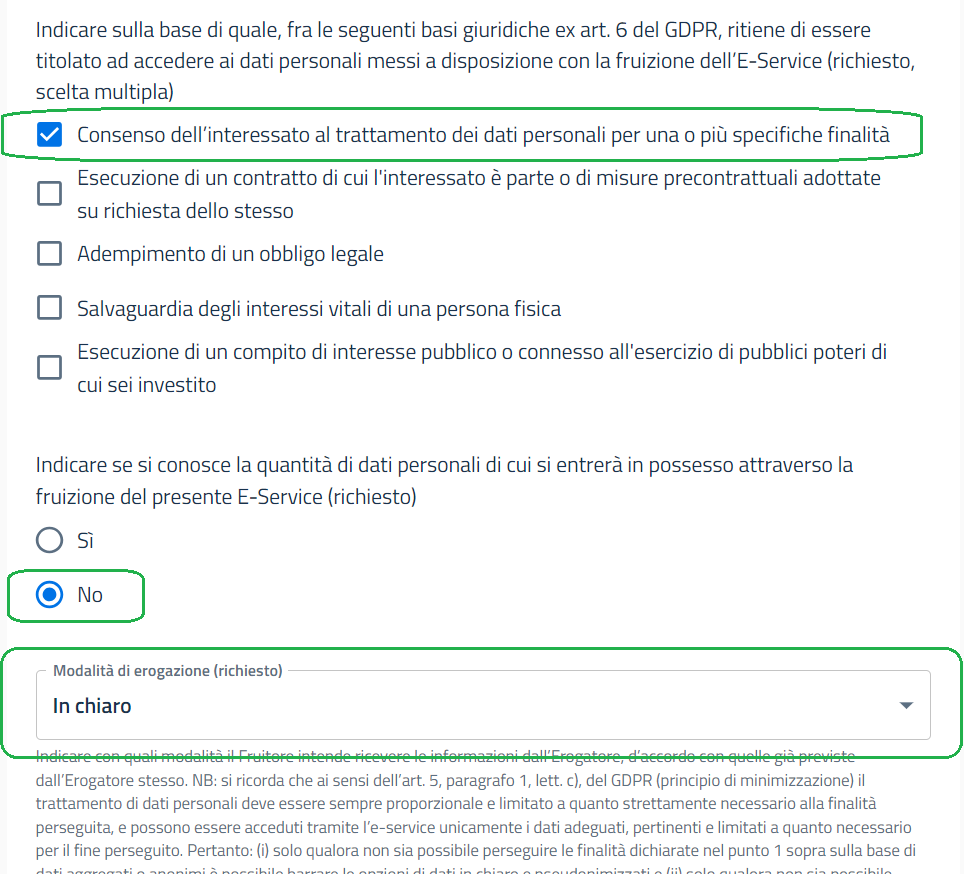 Indicare sulla base di quale, fra le seguenti basi giuridiche ex art. 6 del GDPR, ritiene di essere
titolato ad accedere ai dati personali messi a disposizione con la fruizione dell’E-Service (richiesto,
scelta multipla)
Consenso dell’interessato al trattamento dei dati personali per una o più specifiche finalità
Esecuzione di un contratto di cui l'interessato è parte o di misure precontrattuali adottate
su richiesta dello stesso
Adempimento di un obbligo legale
Salvaguardia degli interessi vitali di una persona fisica
Esecuzione di un compito di interesse pubblico o connesso all'esercizio di pubblici poteri di
cui sei investito
Indicare se si conosce la quantità di dati personali di cui si entrerà in possesso attraverso la
fruizione del presente E-Service (richiesto)
Sì
No
Modalità di erogazione (richiesto)
In chiaro
Indicare con quali modalità il Fruitore intende ricevere le informazioni dall’Erogatore, d’accordo con quelle già previste
dall’Erogatore stesso. NB: si ricorda che ai sensi dell’art. 5, paragrafo 1, lett. c), del GDPR (principio di minimizzazione) il
trattamento di dati personali deve essere sempre proporzionale e limitato a quanto strettamente necessario alla finalità
perseguita, e possono essere acceduti tramite l’e-service unicamente i dati adeguati, pertinenti e limitati a quanto necessario
per il fine perseguito. Pertanto: (i) solo qualora non sia possibile perseguire le finalità dichiarate nel punto 1 sopra sulla base di
dati aggregati o anonimi è possibile barrare le opzioni di dati in chiaro e pseudonimizzati e (ii) solo qualora non sia possibile